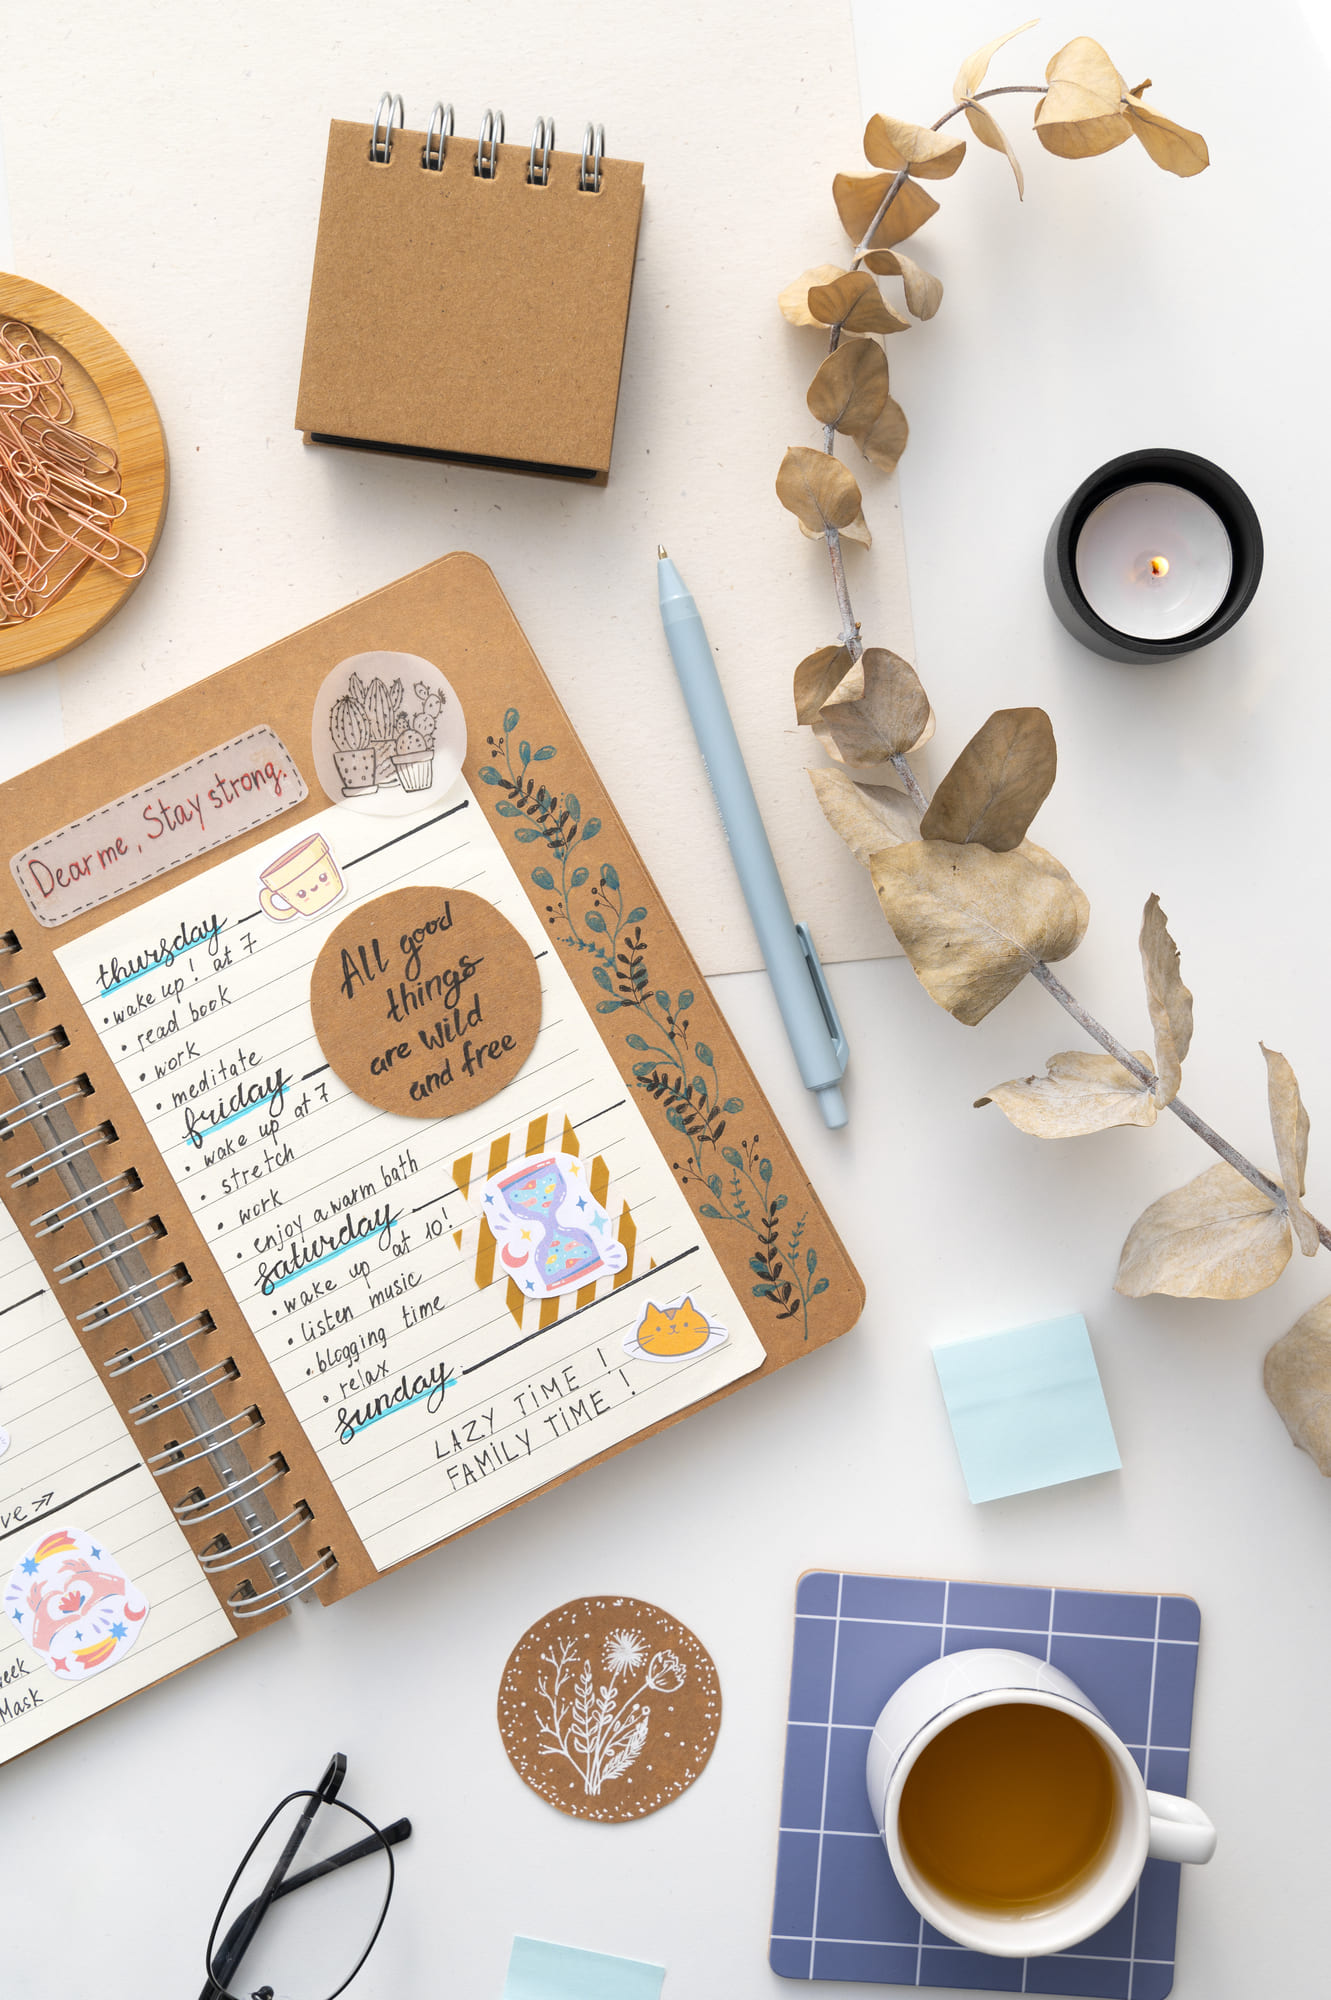 Dear me, Stay strong.
thursday
• wake up! at 7
• read book
• work
• meditate
friday
• wake up at 7
• stretch
• work
• enjoy a warm bath
saturday
• wake up at 10!
• listen music
• blogging time
• relax
sunday
LAZY TIME!
FAMILY TIME!
All good
things
are wild
and free
Mask